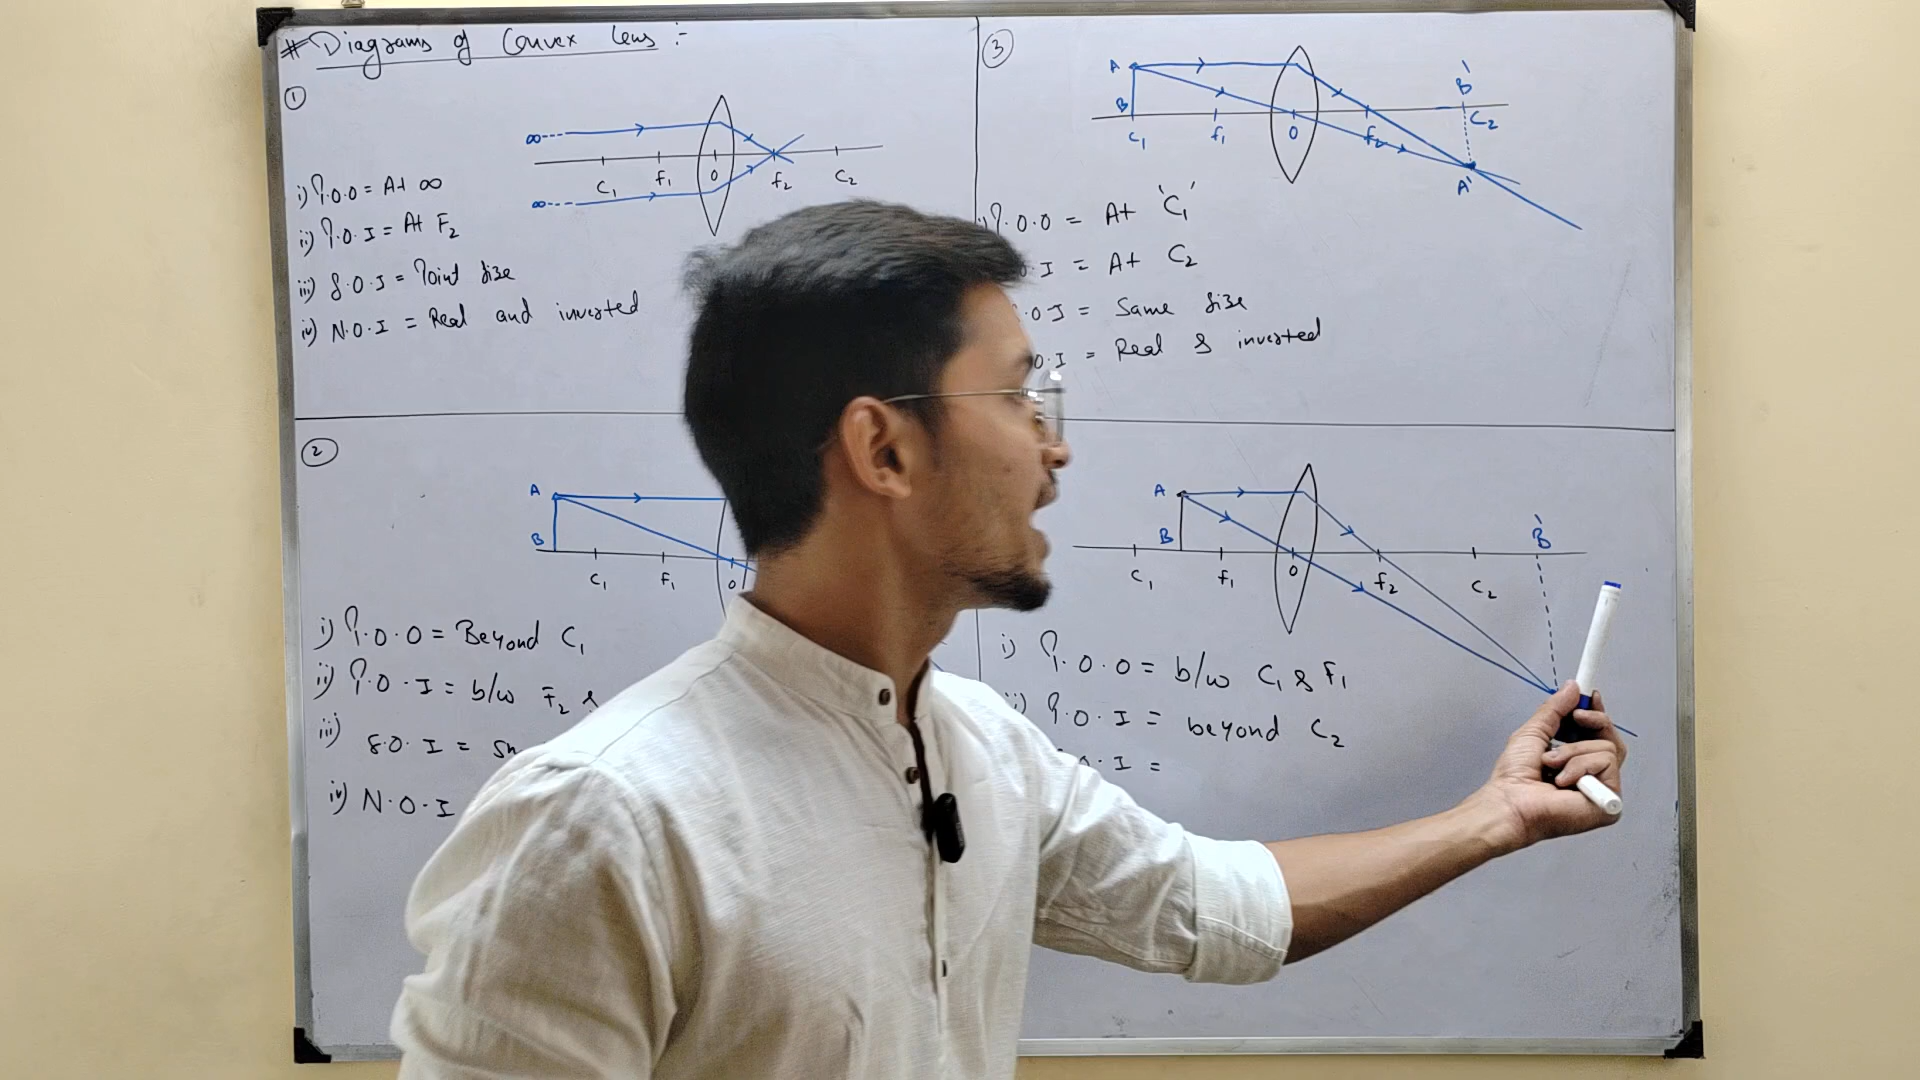 # Diagrams of Convex lens :-
①
∞---
∞---
C₁ F₁ O F₂ C₂
i) P.O.O = At ∞
ii) P.O.I = At F₂
iii) S.O.I = Point Size
iv) N.O.I = Real and inverted
②
A
B
C₁ F₁ O
i) P.O.O = Beyond C₁
ii) P.O.I = b/w F₂ &
iii) S.O.I =
iv) N.O.I
③
A B'
B C₂
C₁ F₁ O F₂
A'
P.O.O = At 'C₁'
O.I = At C₂
.O.I = Same Size
O.I = Real & inverted
A
B B'
C₁ F₁ O F₂ C₂
i) P.O.O = b/w C₁ & F₁
ii) P.O.I = beyond C₂
O.I =